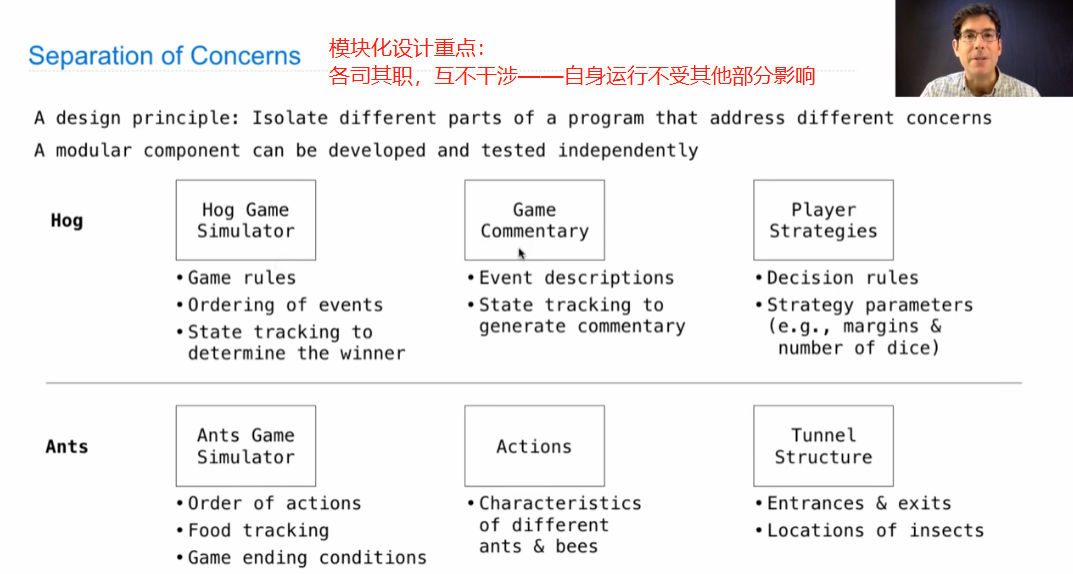 Separation of Concerns
模块化设计重点：
各司其职，互不干涉——自身运行不受其他部分影响
A design principle: Isolate different parts of a program that address different concerns
A modular component can be developed and tested independently
Hog
Hog Game
Simulator
• Game rules
• Ordering of events
• State tracking to
determine the winner
Game
Commentary
• Event descriptions
• State tracking to
generate commentary
Player
Strategies
• Decision rules
• Strategy parameters
(e.g., margins &
number of dice)
Ants
Ants Game
Simulator
• Order of actions
• Food tracking
• Game ending conditions
Actions
• Characteristics
of different
ants & bees
Tunnel
Structure
• Entrances & exits
• Locations of insects